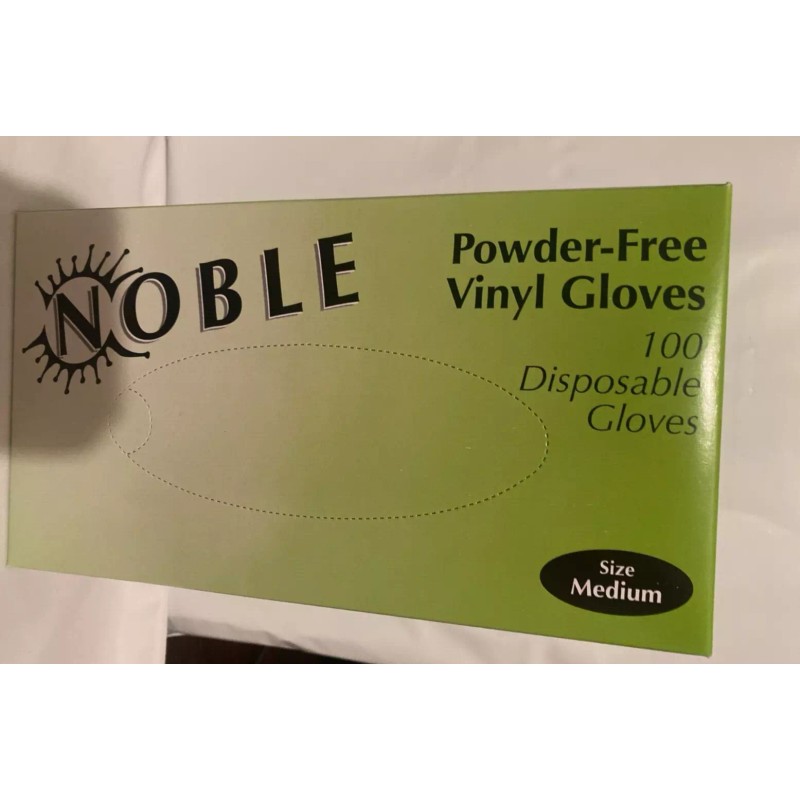 NOBLE
Powder-Free
Vinyl Gloves
100
Disposable
Gloves
Size
Medium